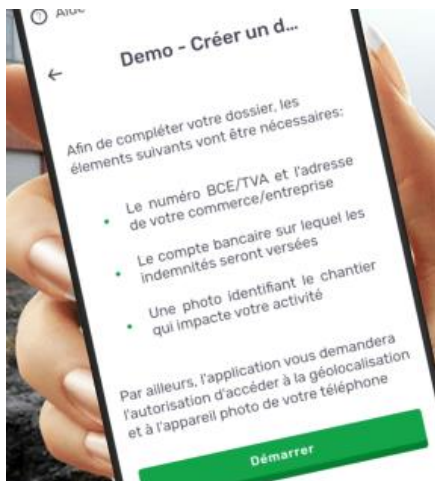 Aide
Demo - Créer un d...
Afin de compléter votre dossier, les
élements suivants vont être nécessaires:
Le numéro BCE/TVA et l'adresse
de votre commerce/entreprise
Le compte bancaire sur lequel les
indemnités seront versées
Une photo identifiant le chantier
qui impacte votre activité
Par ailleurs, l'application vous demandera
l'autorisation d'accéder à la géolocalisation
et à l'appareil photo de votre téléphone
Démarrer